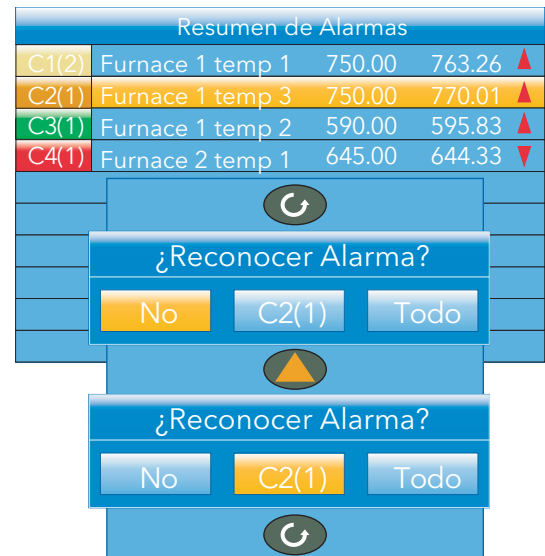 Resumen de Alarmas
C1(2) Furnace 1 temp 1 750.00 763.26
C2(1) Furnace 1 temp 3 750.00 770.01
C3(1) Furnace 1 temp 2 590.00 595.83
C4(1) Furnace 2 temp 1 645.00 644.33
¿Reconocer Alarma?
No C2(1) Todo
¿Reconocer Alarma?
No C2(1) Todo